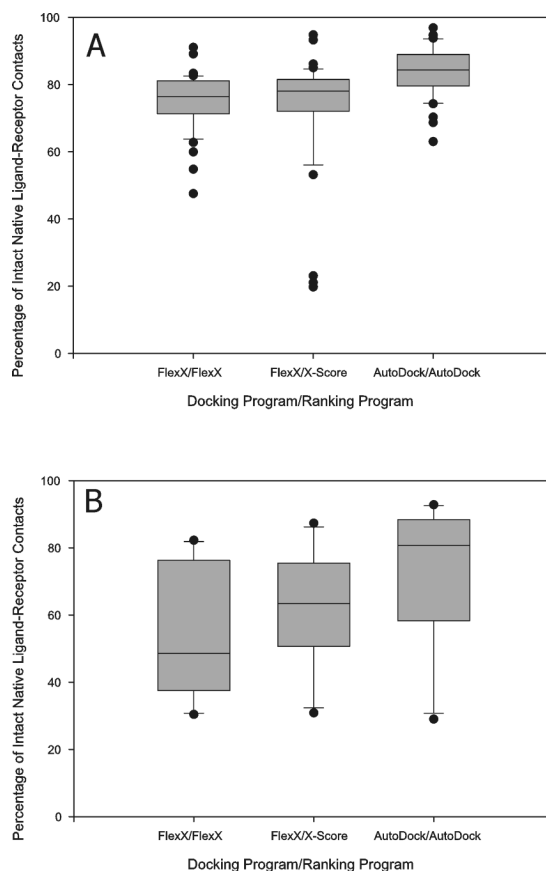 A
Percentage of Intact Native Ligand-Receptor Contacts
100
80
60
40
20
0
FlexX/FlexX FlexX/X-Score AutoDock/AutoDock
Docking Program/Ranking Program
B
Percentage of Intact Native Ligand-Receptor Contacts
100
80
60
40
20
0
FlexX/FlexX FlexX/X-Score AutoDock/AutoDock
Docking Program/Ranking Program